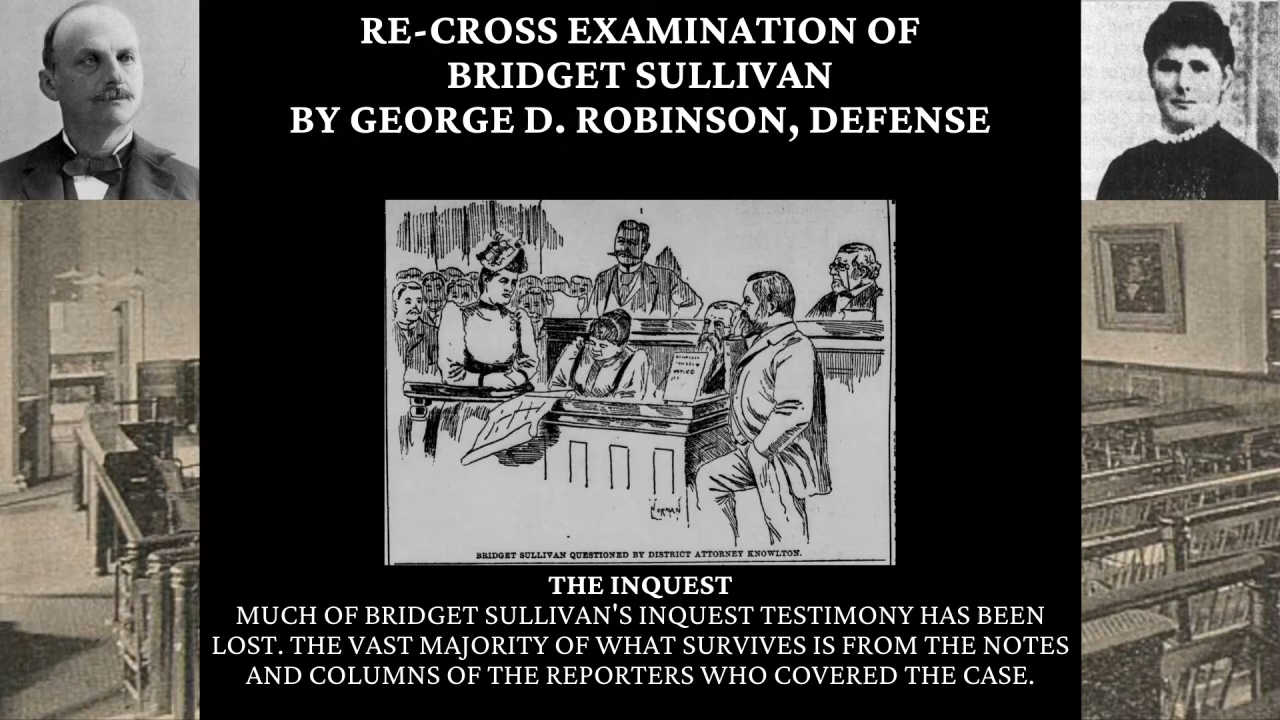 RE-CROSS EXAMINATION OF
BRIDGET SULLIVAN
BY GEORGE D. ROBINSON, DEFENSE
NORMAN
BRIDGET SULLIVAN QUESTIONED BY DISTRICT ATTORNEY KNOWLTON.
THE INQUEST
MUCH OF BRIDGET SULLIVAN'S INQUEST TESTIMONY HAS BEEN
LOST. THE VAST MAJORITY OF WHAT SURVIVES IS FROM THE NOTES
AND COLUMNS OF THE REPORTERS WHO COVERED THE CASE.